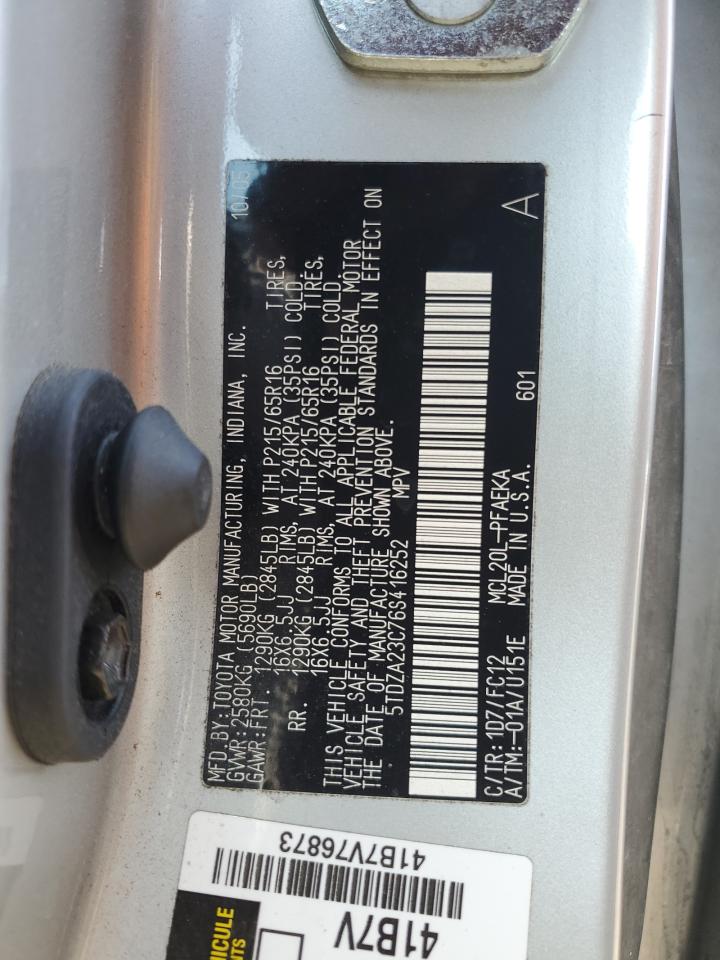 MFD.BY:TOYOTA MOTOR MANUFACTURING, INDIANA, INC. 10/05
GVWR:2580KG (5690LB)
GAWR:FRT. 1290KG (2845LB) WITH P215/65R16 TIRES,
16X6.5JJ RIMS, AT 240KPA (35PSI) COLD.
RR. 1290KG (2845LB) WITH P215/65R16 TIRES,
16X6.5JJ RIMS, AT 240KPA (35PSI) COLD.
THIS VEHICLE CONFORMS TO ALL APPLICABLE FEDERAL MOTOR
VEHICLE SAFETY AND THEFT PREVENTION STANDARDS IN EFFECT ON
THE DATE OF MANUFACTURE SHOWN ABOVE.
5TDZA23C76S416252 MPV
C/TR:1D7/FC12 MCL20L-PFAEKA 601
A/TM:-01A/U151E MADE IN U.S.A. A
41B7V76873
41B7V